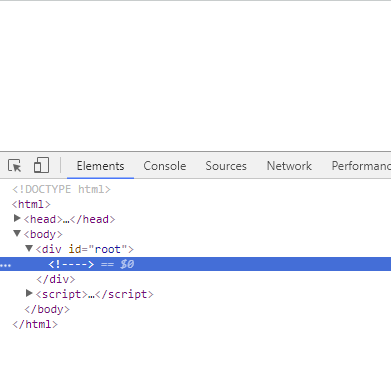 Elements Console Sources Network Performanc
<!DOCTYPE html>
<html>
▶<head>…</head>
▼<body>
▼<div id="root">
… <!----> == $0
</div>
▶<script>…</script>
</body>
</html>